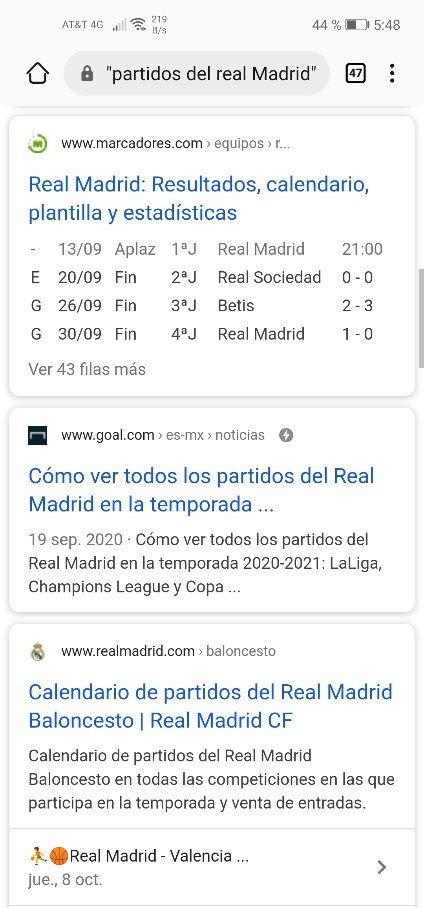 AT&T 4G 219 B/s 44 % 5:48
"partidos del real Madrid" 47
www.marcadores.com › equipos › r...
Real Madrid: Resultados, calendario,
plantilla y estadísticas
- 13/09 Aplaz 1ªJ Real Madrid 21:00
E 20/09 Fin 2ªJ Real Sociedad 0 - 0
G 26/09 Fin 3ªJ Betis 2 - 3
G 30/09 Fin 4ªJ Real Madrid 1 - 0
Ver 43 filas más
www.goal.com › es-mx › noticias
Cómo ver todos los partidos del Real
Madrid en la temporada ...
19 sep. 2020 · Cómo ver todos los partidos del
Real Madrid en la temporada 2020-2021: LaLiga,
Champions League y Copa ...
www.realmadrid.com › baloncesto
Calendario de partidos del Real Madrid
Baloncesto | Real Madrid CF
Calendario de partidos del Real Madrid
Baloncesto en todas las competiciones en las que
participa en la temporada y venta de entradas.
⛹️🏀Real Madrid - Valencia ...
jue., 8 oct.